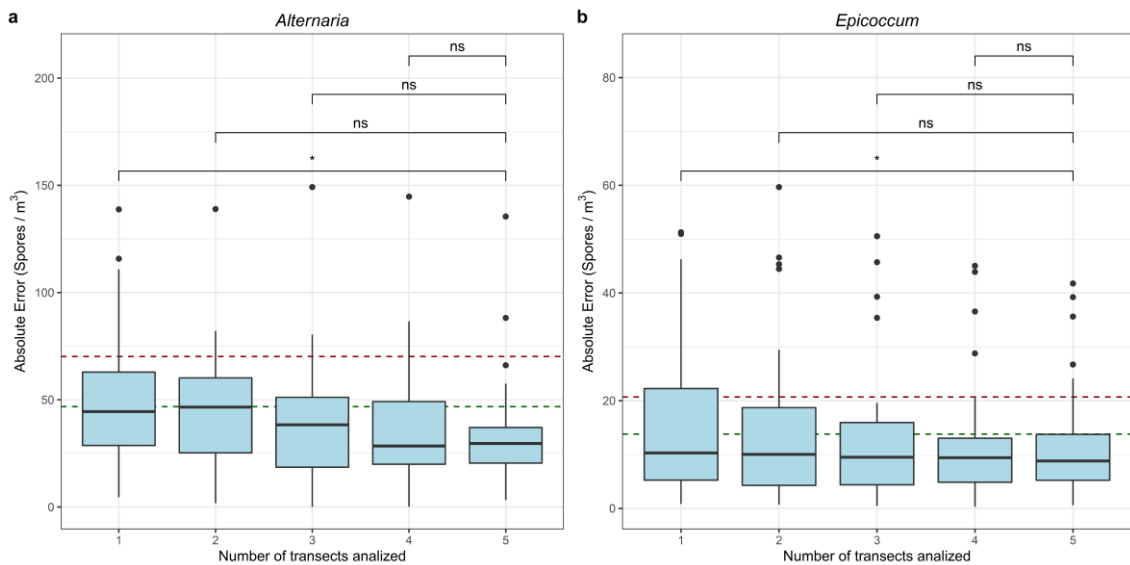 a
Alternaria
ns
ns
ns
*
200
150
100
50
0
Absolute Error (Spores / m³)
1 2 3 4 5
Number of transects analized
b
Epicoccum
ns
ns
ns
*
80
60
40
20
0
Absolute Error (Spores / m³)
1 2 3 4 5
Number of transects analized